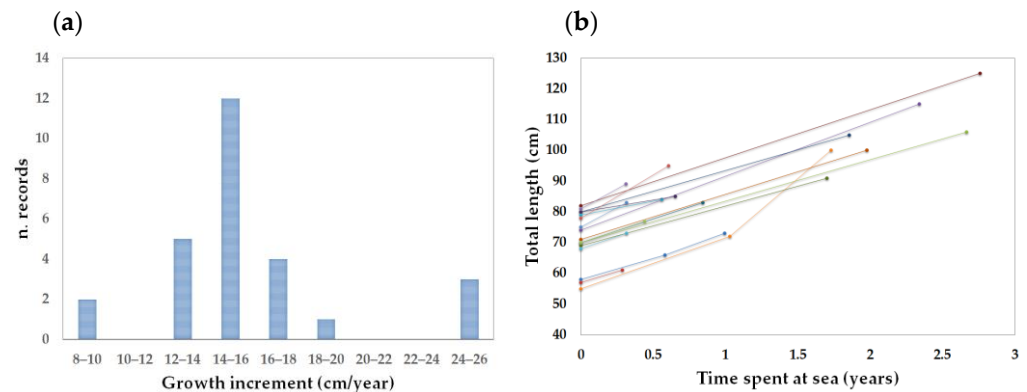 (a)
14
12
10
8
6
4
2
0
n. records
8–10 10–12 12–14 14–16 16–18 18–20 20–22 22–24 24–26
Growth increment (cm/year)
(b)
130
120
110
100
90
80
70
60
50
40
Total length (cm)
0 0.5 1 1.5 2 2.5 3
Time spent at sea (years)